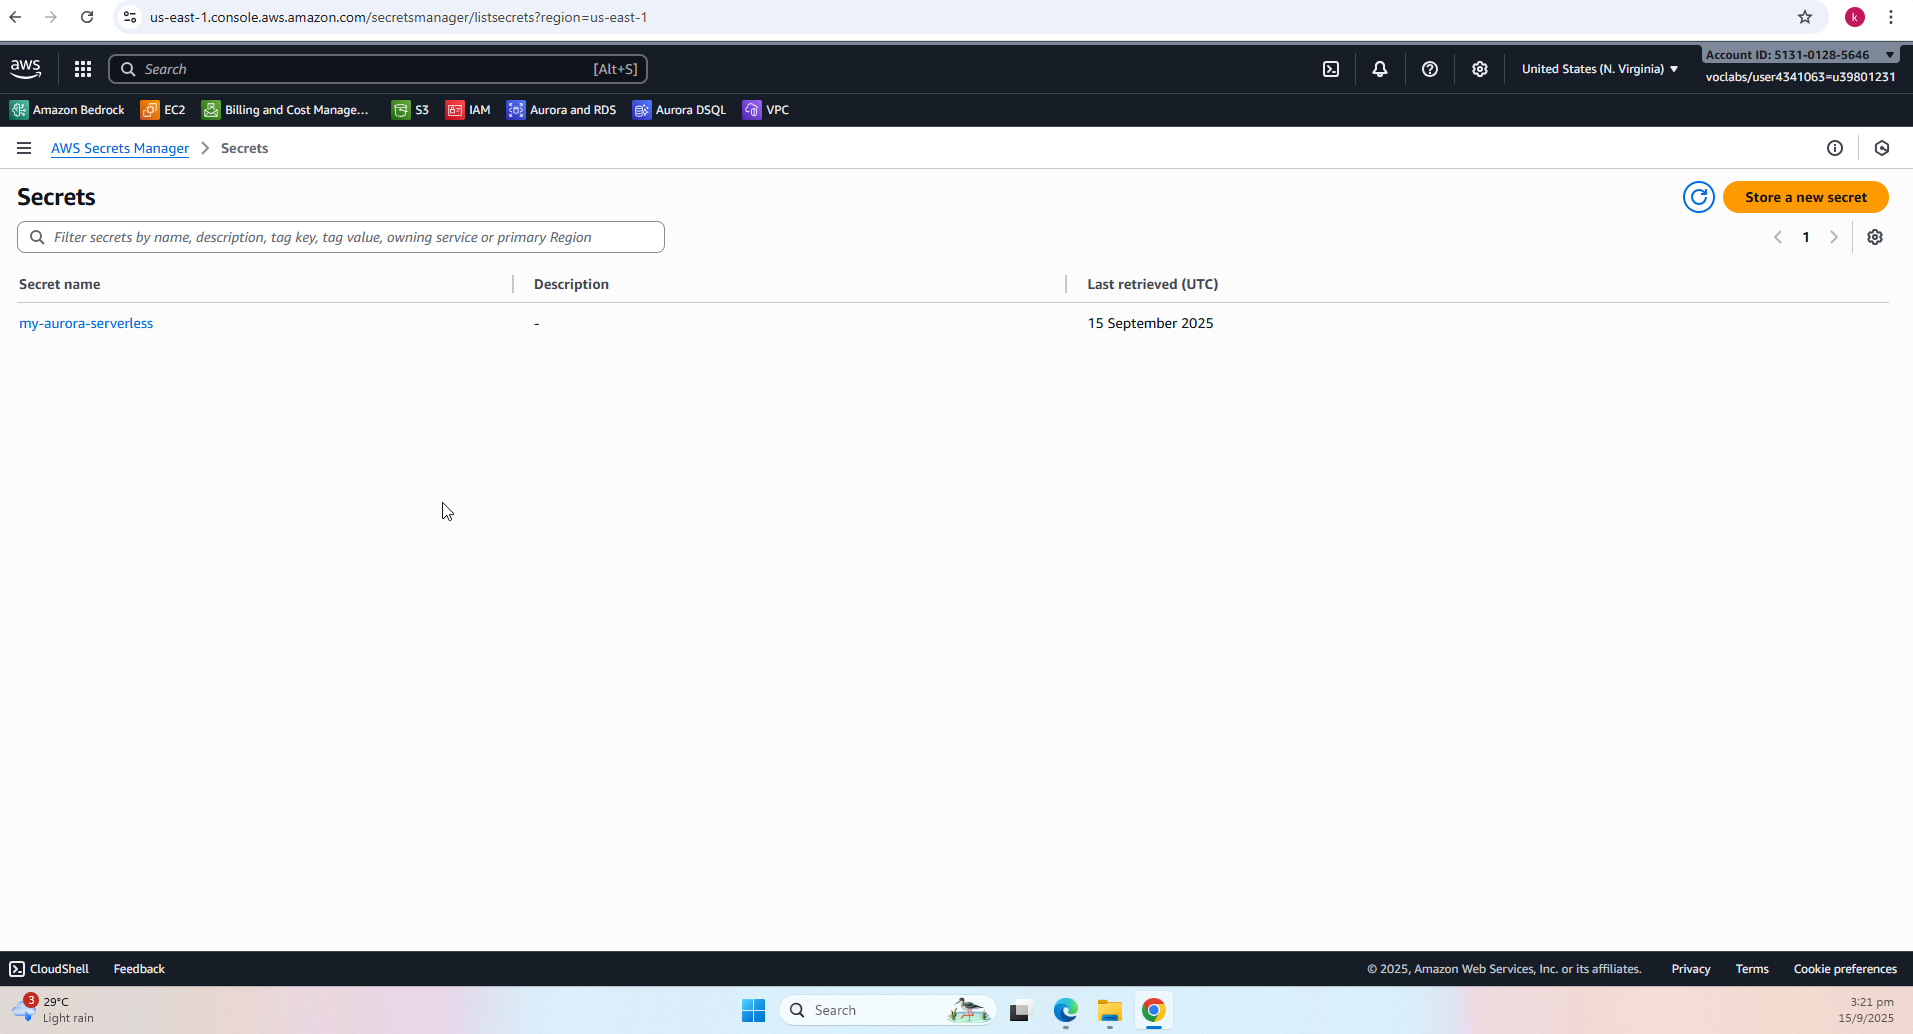 us-east-1.console.aws.amazon.com/secretsmanager/listsecrets?region=us-east-1
k
aws
Search [Alt+S]
United States (N. Virginia)
Account ID: 5131-0128-5646
voclabs/user4341063=u39801231
Amazon Bedrock EC2 Billing and Cost Manage... S3 IAM Aurora and RDS Aurora DSQL VPC
AWS Secrets Manager Secrets
Secrets
Store a new secret
Filter secrets by name, description, tag key, tag value, owning service or primary Region
1
Secret name Description Last retrieved (UTC)
my-aurora-serverless - 15 September 2025
CloudShell Feedback © 2025, Amazon Web Services, Inc. or its affiliates. Privacy Terms Cookie preferences
3
29°C
Light rain
Search
3:21 pm
15/9/2025